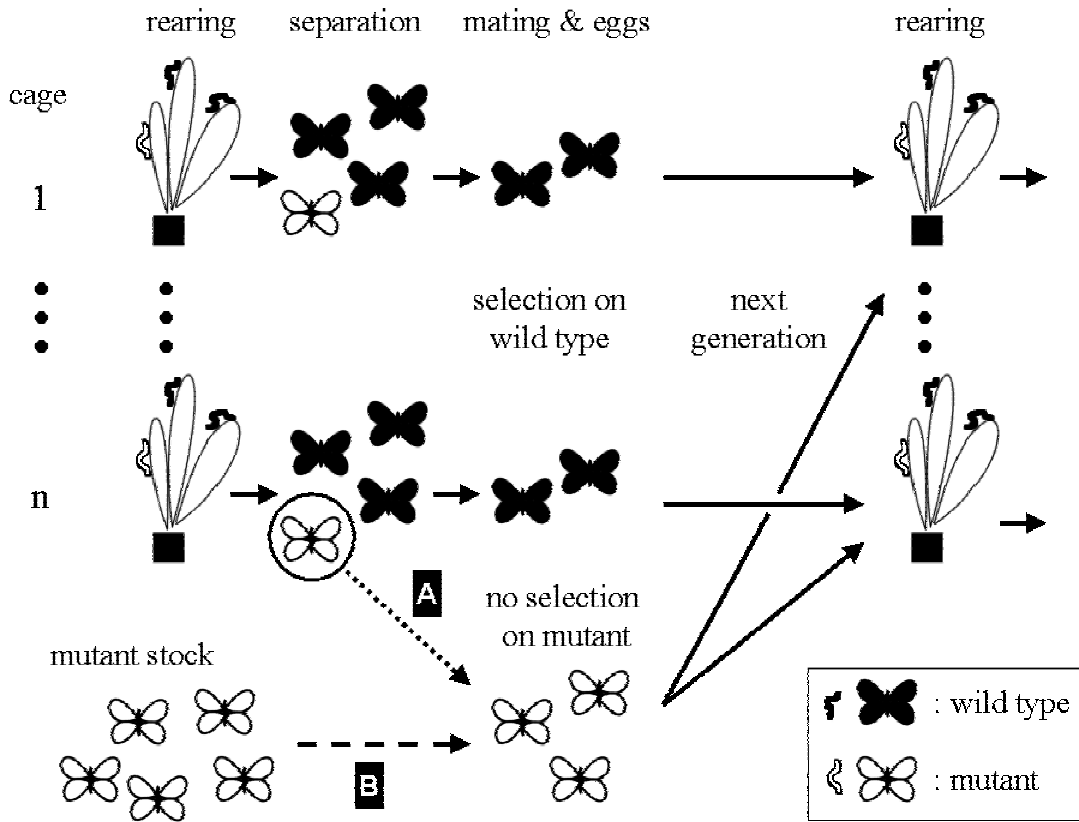 rearing separation mating & eggs rearing
cage
1
selection on
wild type
next
generation
n
A
no selection
on mutant
mutant stock
B
: wild type
: mutant